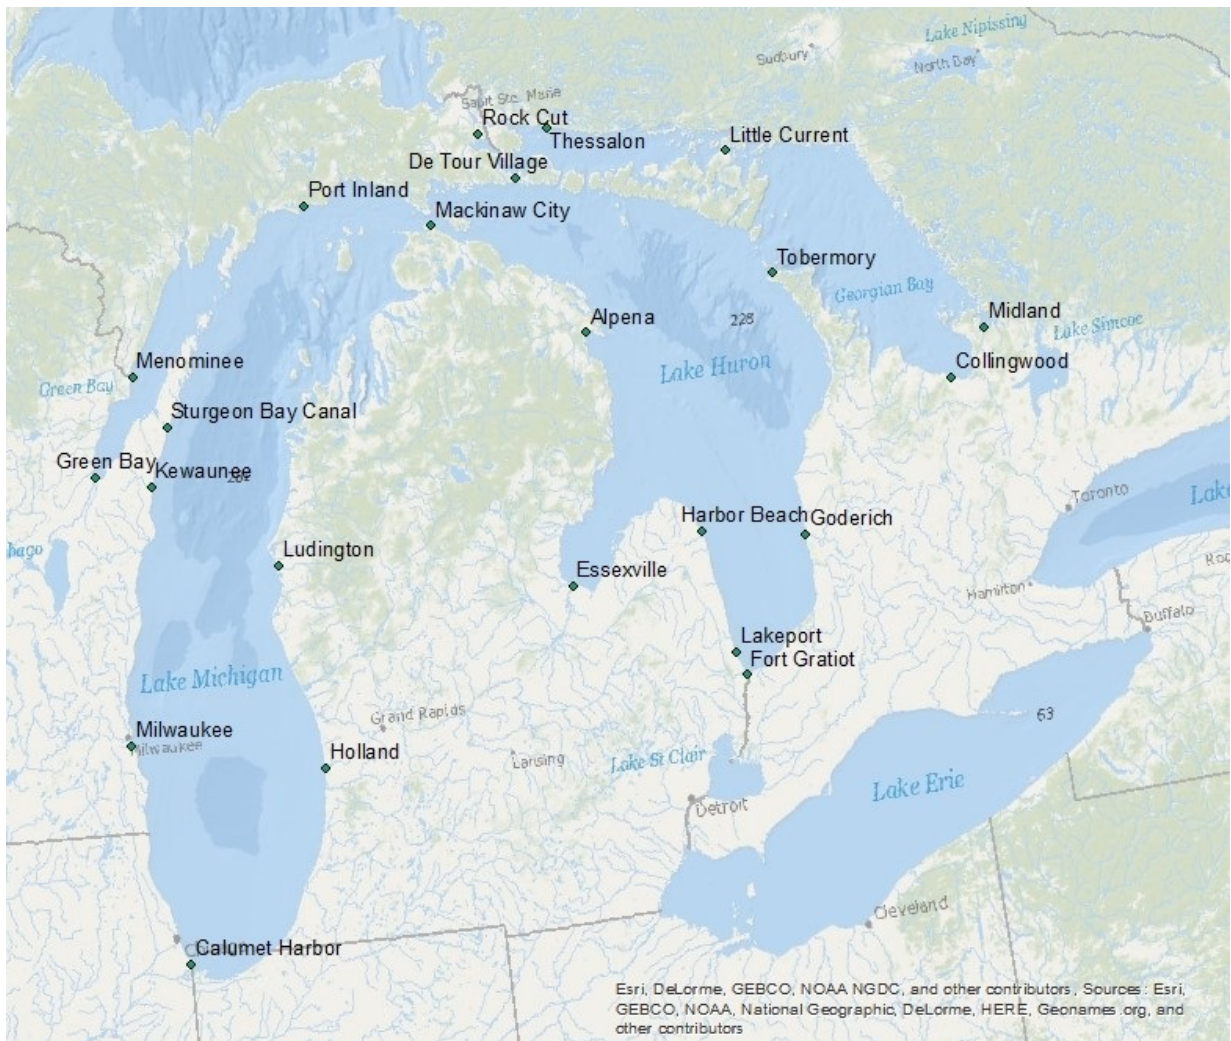 Lake Nipissing
Sudbury
North Bay
Sault Ste. Marie
Rock Cut
Thessalon
Little Current
De Tour Village
Port Inland
Mackinaw City
Tobermory
Georgian Bay
Alpena
228
Midland
Lake Simcoe
Lake Huron
Menominee
Green Bay
Collingwood
Sturgeon Bay Canal
Green Bay
Kewaunee
281
Toronto
Lake
Harbor Beach
Goderich
Ludington
bago
Essexville
Roc
Hamilton
Buffalo
Lakeport
Fort Gratiot
Lake Michigan
Grand Rapids
63
Milwaukee
Milwaukee
Holland
Lansing
Lake St Clair
Lake Erie
Detroit
Cleveland
Calumet Harbor
Esri, DeLorme, GEBCO, NOAA NGDC, and other contributors, Sources: Esri,
GEBCO, NOAA, National Geographic, DeLorme, HERE, Geonames.org, and
other contributors